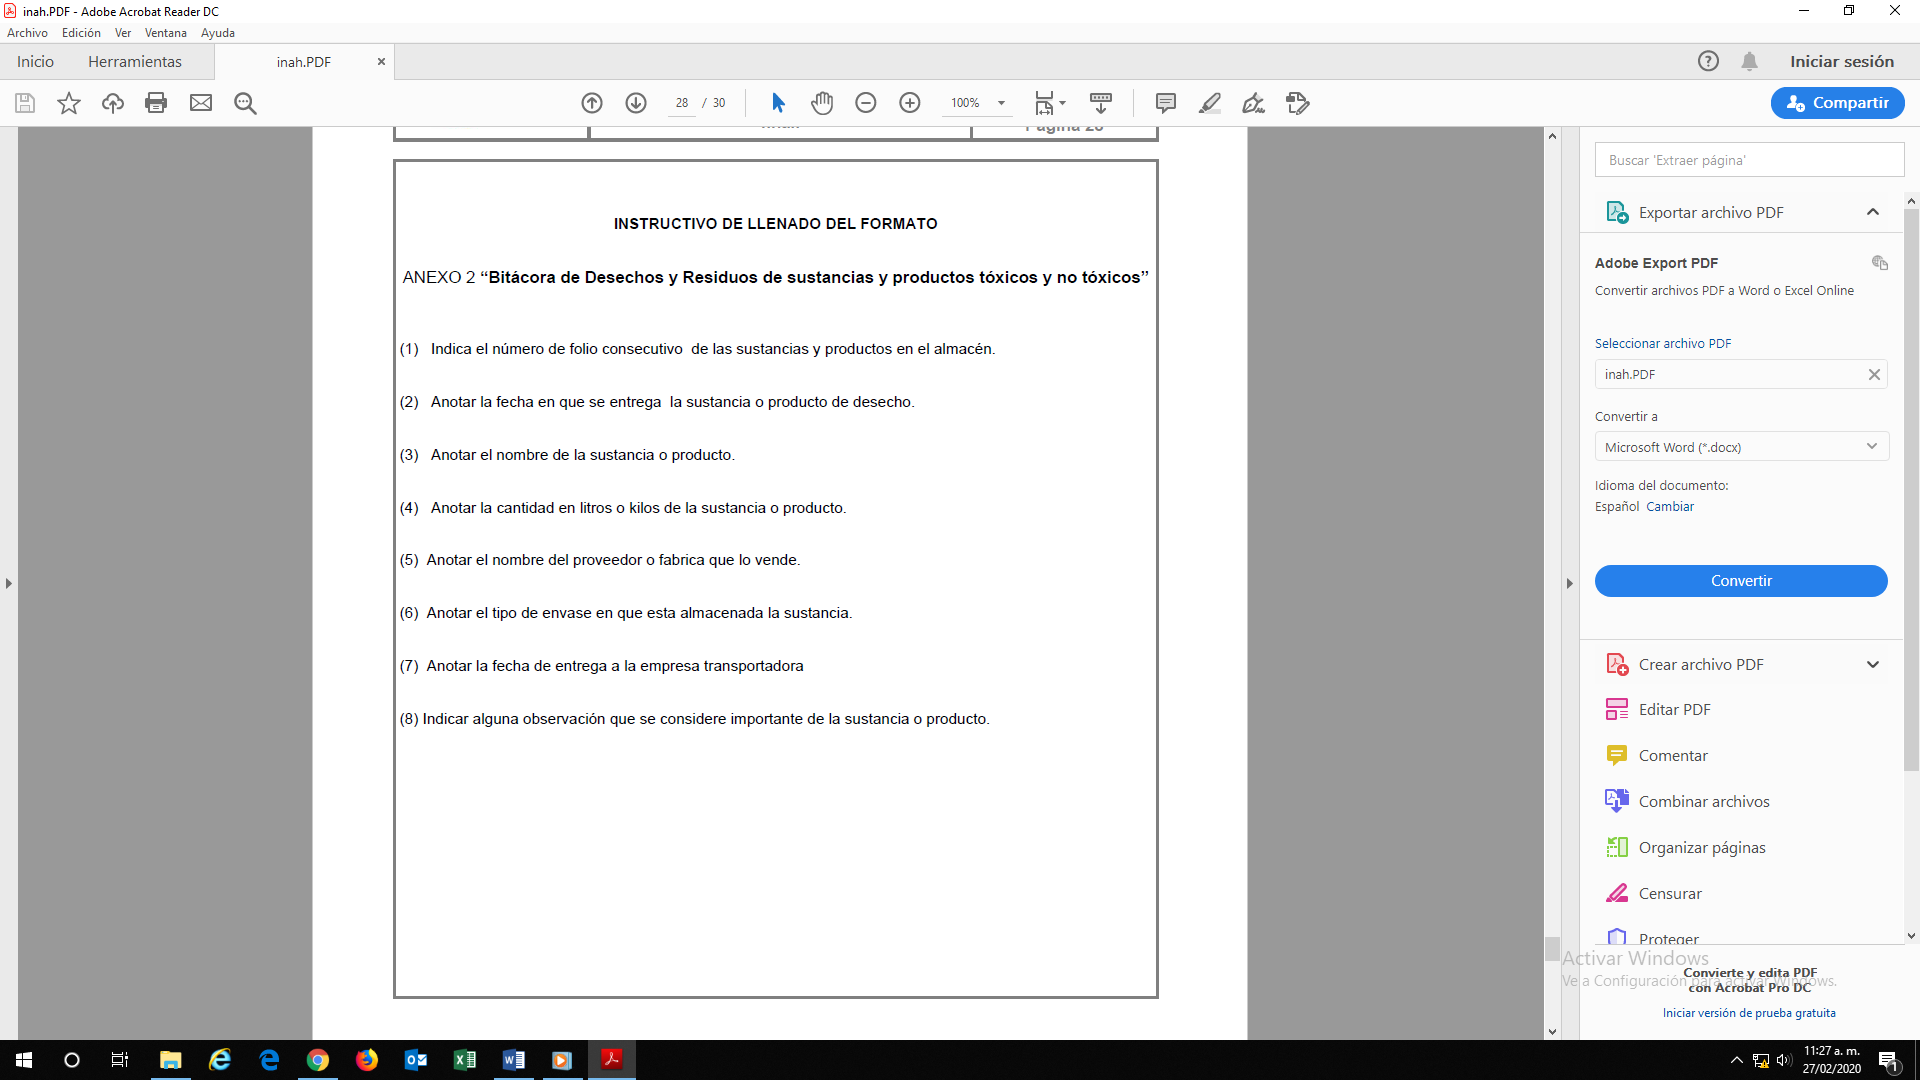 inah.PDF - Adobe Acrobat Reader DC
Archivo Edición Ver Ventana Ayuda
Inicio Herramientas inah.PDF Iniciar sesión
28 / 30 100% Compartir
Página 28
INSTRUCTIVO DE LLENADO DEL FORMATO
ANEXO 2 “Bitácora de Desechos y Residuos de sustancias y productos tóxicos y no tóxicos”
(1) Indica el número de folio consecutivo de las sustancias y productos en el almacén.
(2) Anotar la fecha en que se entrega la sustancia o producto de desecho.
(3) Anotar el nombre de la sustancia o producto.
(4) Anotar la cantidad en litros o kilos de la sustancia o producto.
(5) Anotar el nombre del proveedor o fabrica que lo vende.
(6) Anotar el tipo de envase en que esta almacenada la sustancia.
(7) Anotar la fecha de entrega a la empresa transportadora
(8) Indicar alguna observación que se considere importante de la sustancia o producto.
Buscar 'Extraer página'
Exportar archivo PDF
Adobe Export PDF
Convertir archivos PDF a Word o Excel Online
Seleccionar archivo PDF
inah.PDF
Convertir a
Microsoft Word (*.docx)
Idioma del documento:
Español Cambiar
Convertir
Crear archivo PDF
Editar PDF
Comentar
Combinar archivos
Organizar páginas
Censurar
Proteger
Activar Windows
Ve a Configuración para activar Windows.
Convierte y edita PDF
con Acrobat Pro DC
Iniciar versión de prueba gratuita
11:27 a. m.
27/02/2020
1